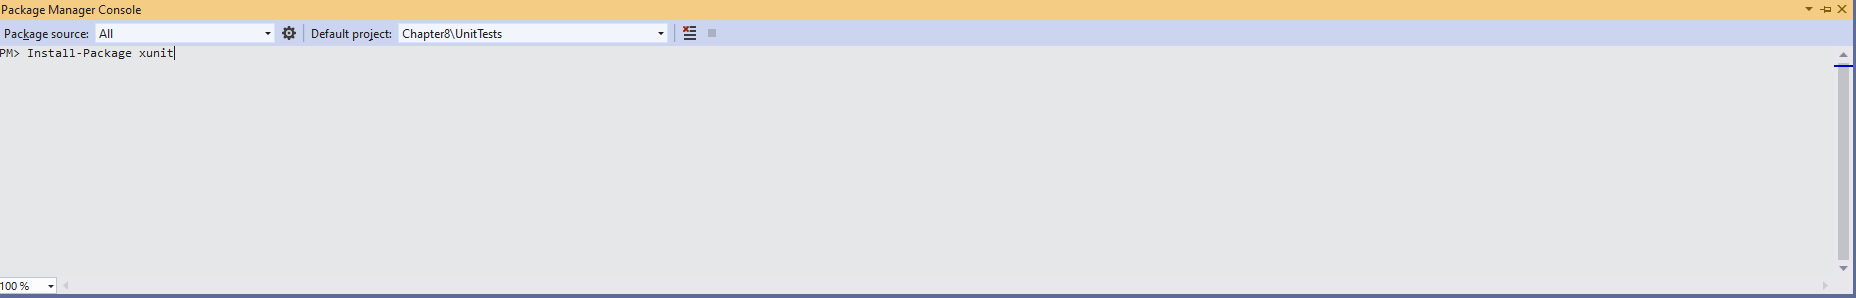 Package Manager Console
Package source: All Default project: Chapter8\UnitTests
PM> Install-Package xunit
100 %